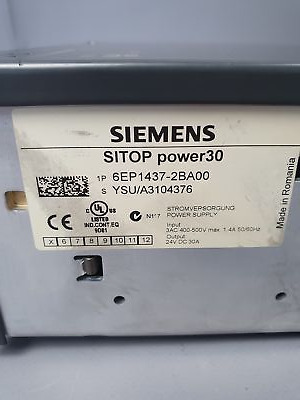 SIEMENS
SITOP power30
1P 6EP1437-2BA00
S YSU/A3104376
LISTED
IND.CONT.EQ
9D81
N117
STROMVERSORGUNG
POWER SUPPLY
Input
3AC 400-500V max. 1.4A 50/60Hz
Output
24V DC 30A
X 6 7 8 9 10 11 12
Made in Romania